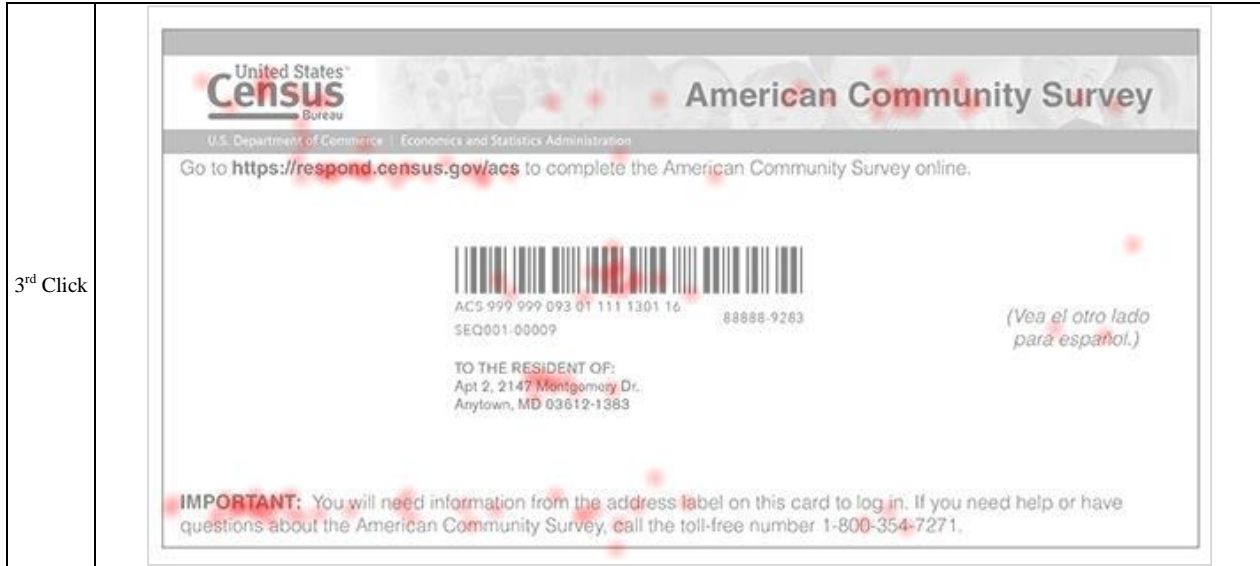 3rd Click
United States™
Census
Bureau
American Community Survey
U.S. Department of Commerce | Economics and Statistics Administration
Go to https://respond.census.gov/acs to complete the American Community Survey online.
ACS 999 999 093 01 111 1301 16
88888-9283
SEQ001-00009
(Vea el otro lado
para español.)
TO THE RESIDENT OF:
Apt 2, 2147 Montgomery Dr.
Anytown, MD 03612-1383
IMPORTANT: You will need information from the address label on this card to log in. If you need help or have
questions about the American Community Survey, call the toll-free number 1-800-354-7271.